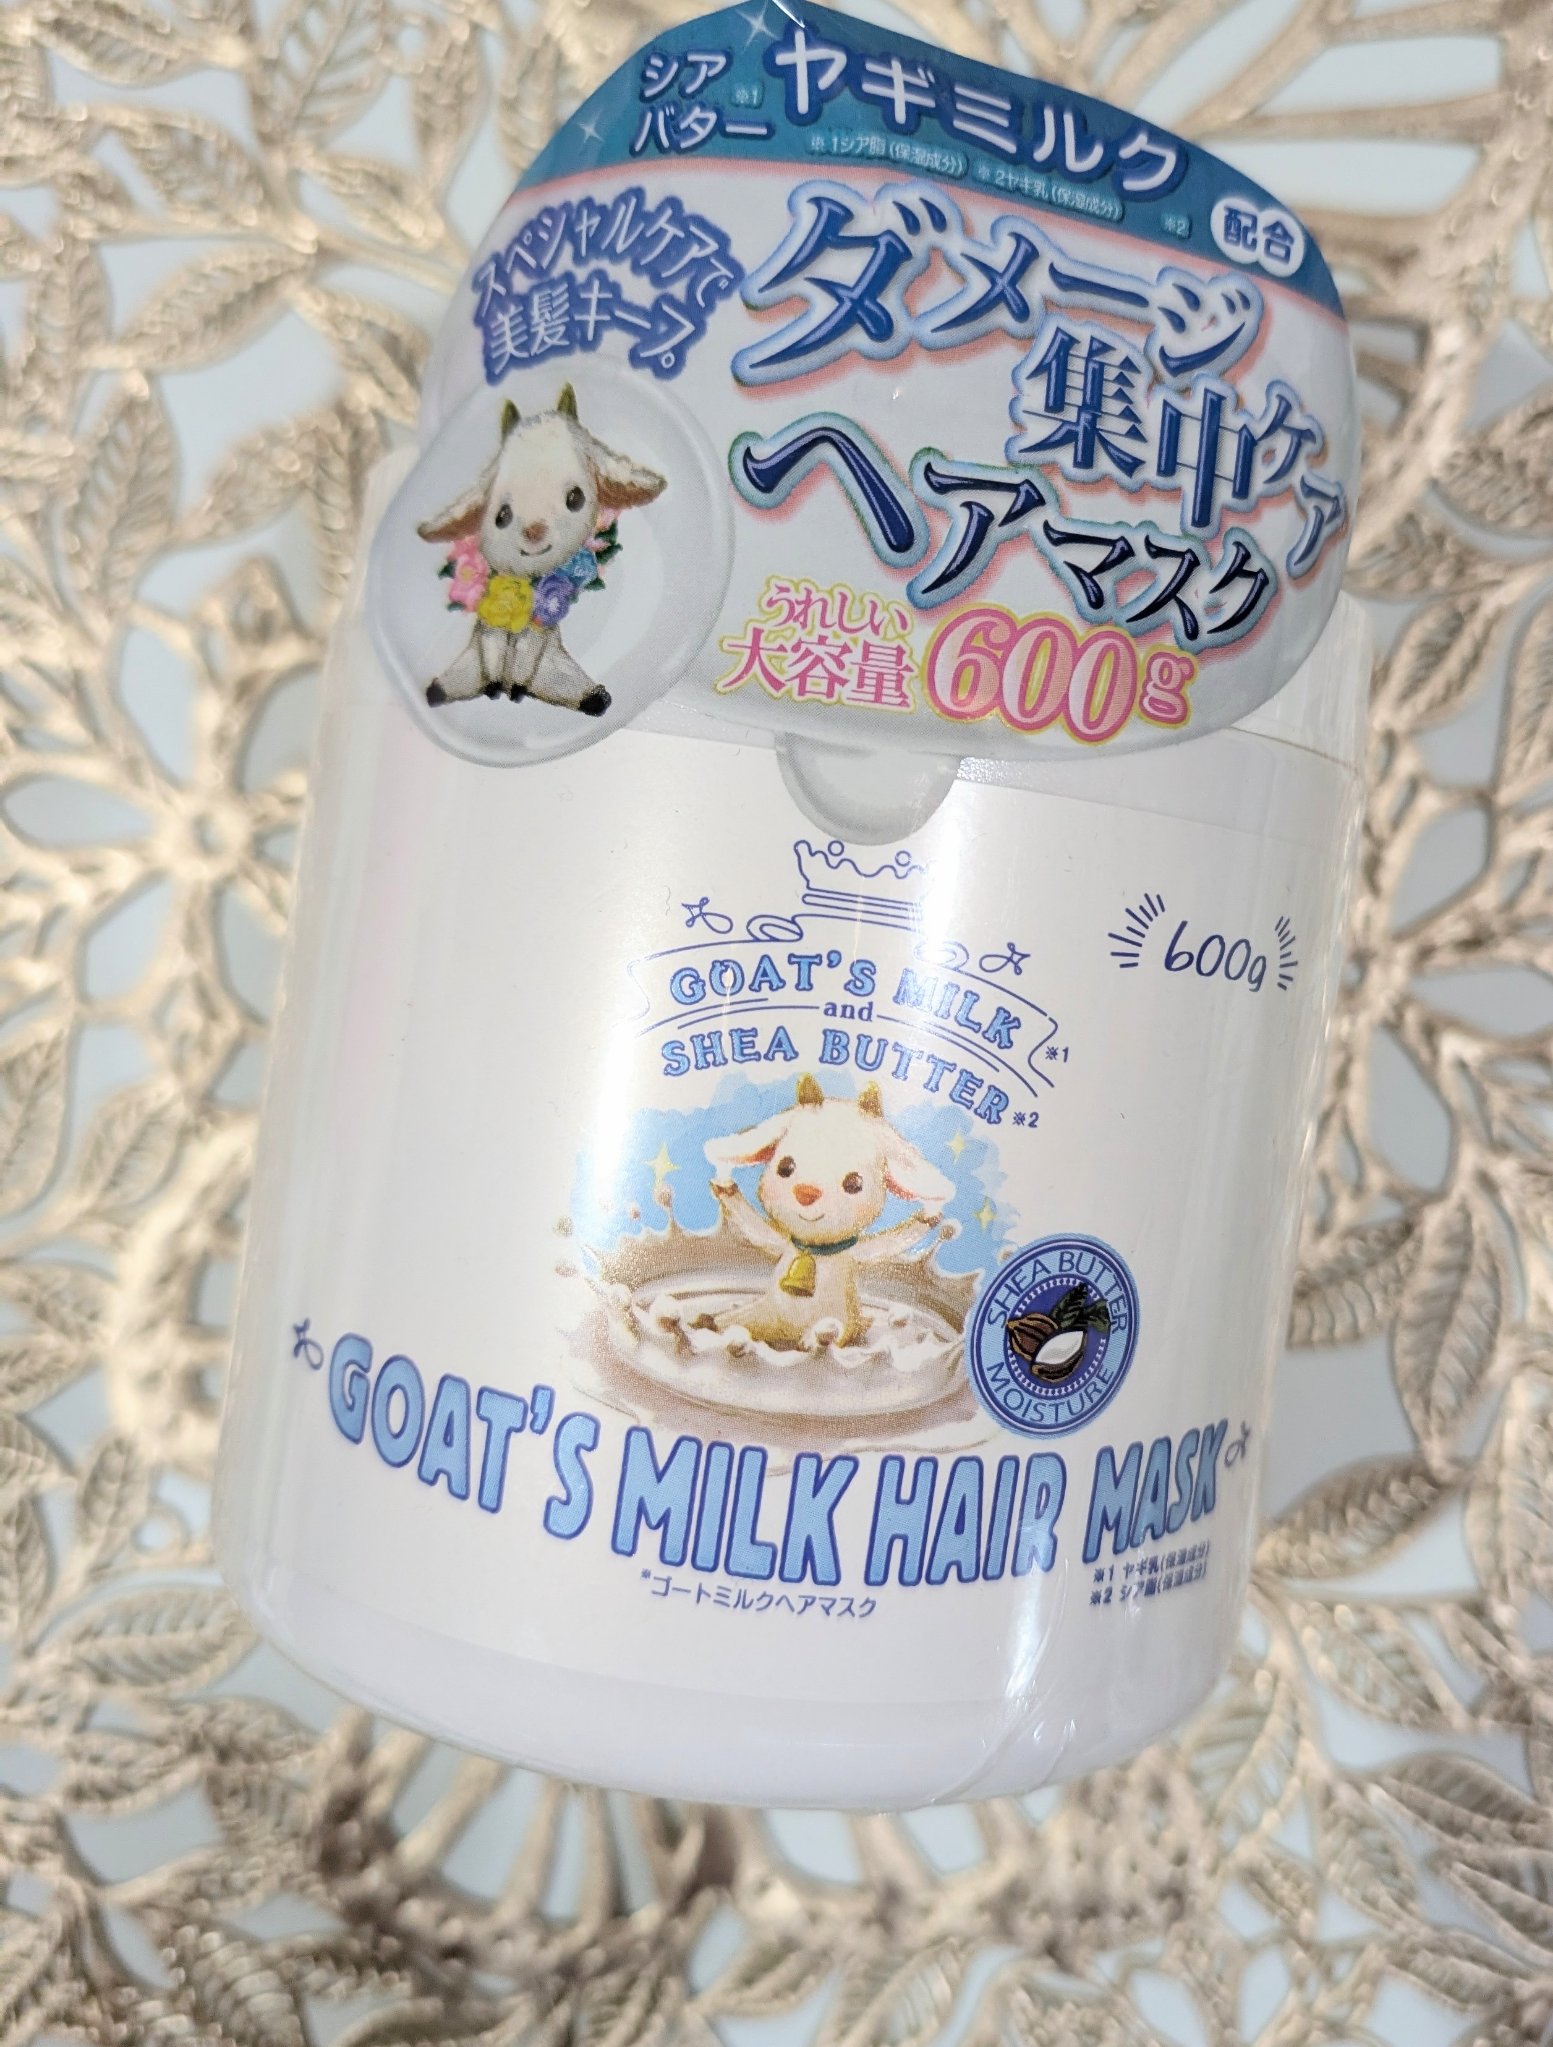 シア
バター ※1
ヤギミルク ※2
配合
※1シア脂(保湿成分) ※2ヤギ乳(保湿成分)
スペシャルケアで
美髪キープ。
ダメージ
集中ケア
ヘアマスク
うれしい
大容量 600g
600g
GOAT'S MILK ※1
and
SHEA BUTTER ※2
SHEA BUTTER
MOISTURE
GOAT'S MILK HAIR MASK
*ゴートミルクヘアマスク
※1 ヤギ乳(保湿成分)
※2 シア脂(保湿成分)